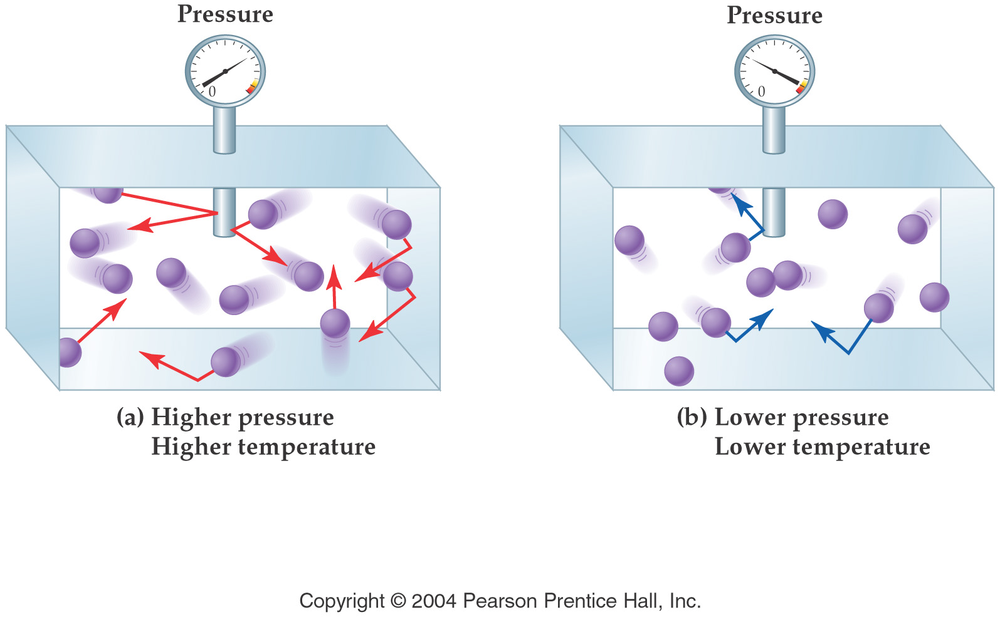 Pressure
Pressure
0
0
(a) Higher pressure
Higher temperature
(b) Lower pressure
Lower temperature
Copyright © 2004 Pearson Prentice Hall, Inc.